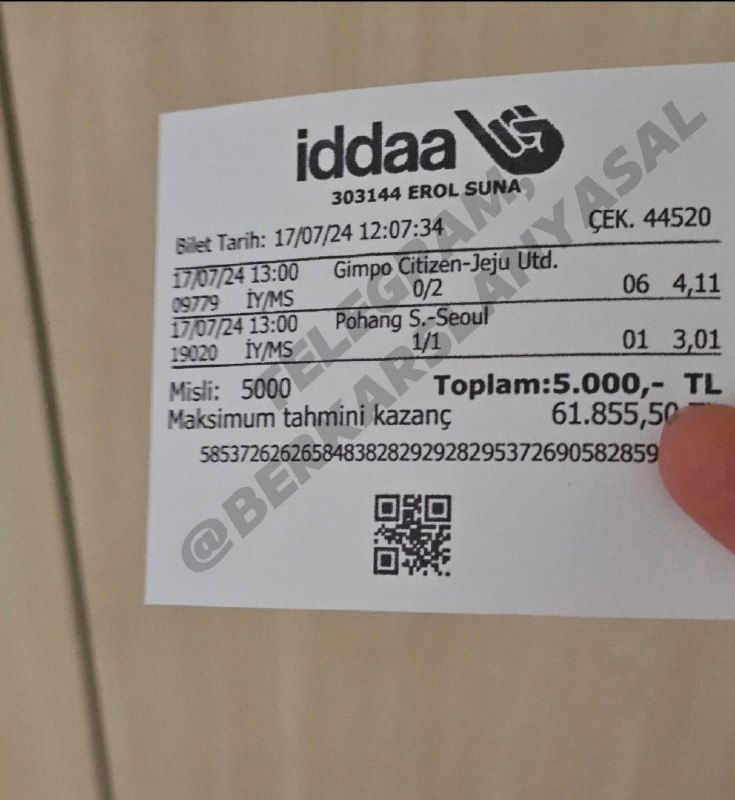 iddaa
303144 EROL SUNA
Bilet Tarih: 17/07/24 12:07:34 ÇEK. 44520
17/07/24 13:00 Gimpo Citizen-Jeju Utd.
09779 İY/MS 0/2 06 4,11
17/07/24 13:00 Pohang S.-Seoul
19020 İY/MS 1/1 01 3,01
Misli: 5000 Toplam:5.000,- TL
Maksimum tahmini kazanç 61.855,50
5853726262658483828292928295372690582859
TELEGRAM,
@BERKARSLANYASAL